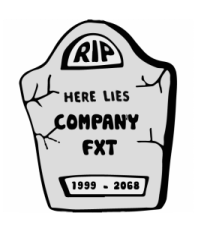 RIP
HERE LIES
COMPANY
FXT
1999 - 2068